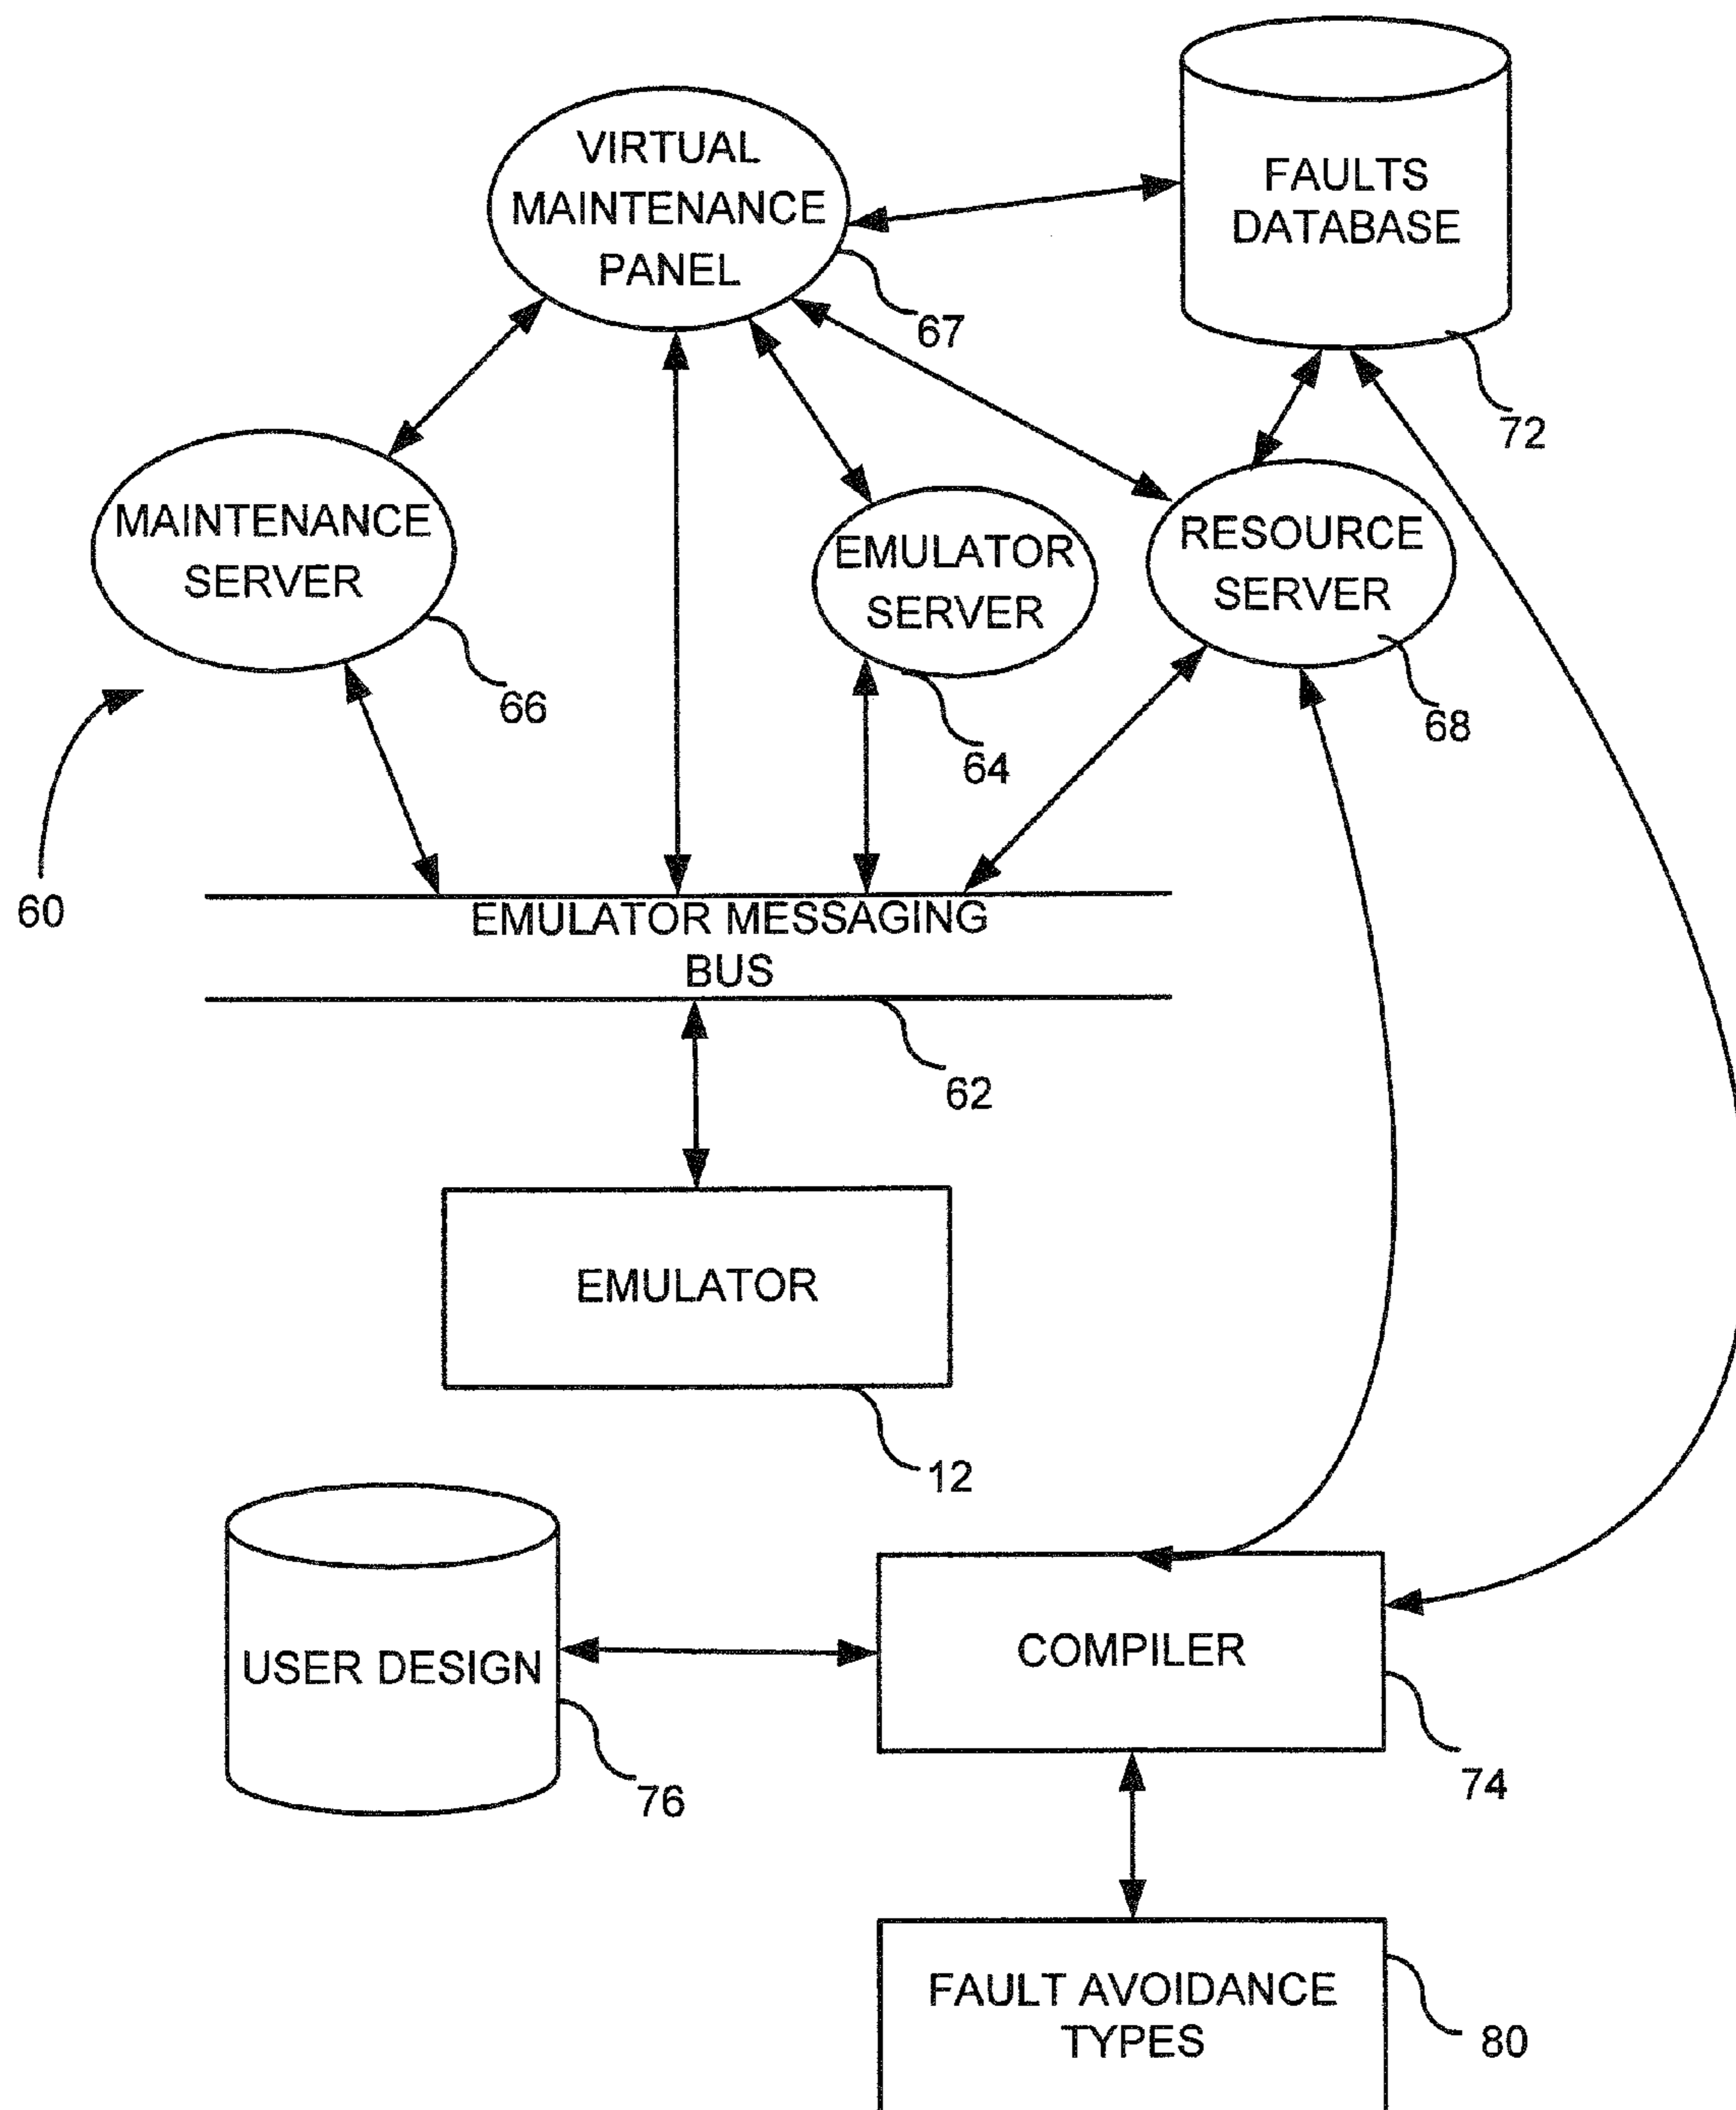 VIRTUAL
MAINTENANCE
PANEL
67
FAULTS
DATABASE
72
MAINTENANCE
SERVER
66
EMULATOR
SERVER
64
RESOURCE
SERVER
68
60
EMULATOR MESSAGING
BUS
62
EMULATOR
12
USER DESIGN
76
COMPILER
74
FAULT AVOIDANCE
TYPES
80